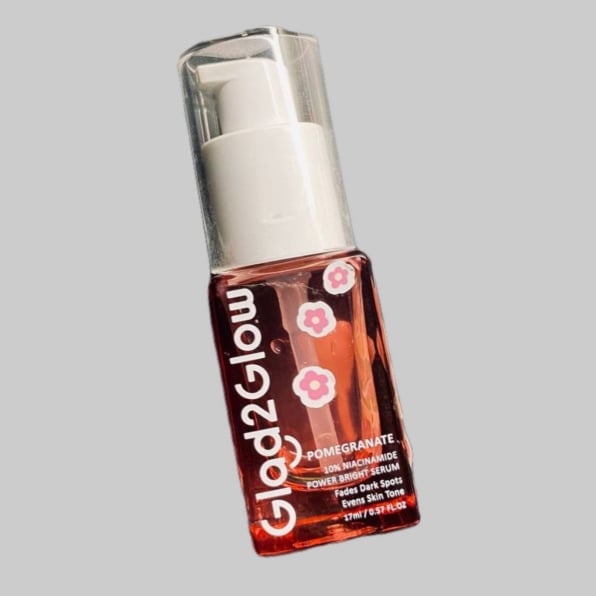 Glad2Glow
POMEGRANATE
10% NIACINAMIDE
POWER BRIGHT SERUM
Fades Dark Spots
Evens Skin Tone
17ml / 0.57 FL.OZ